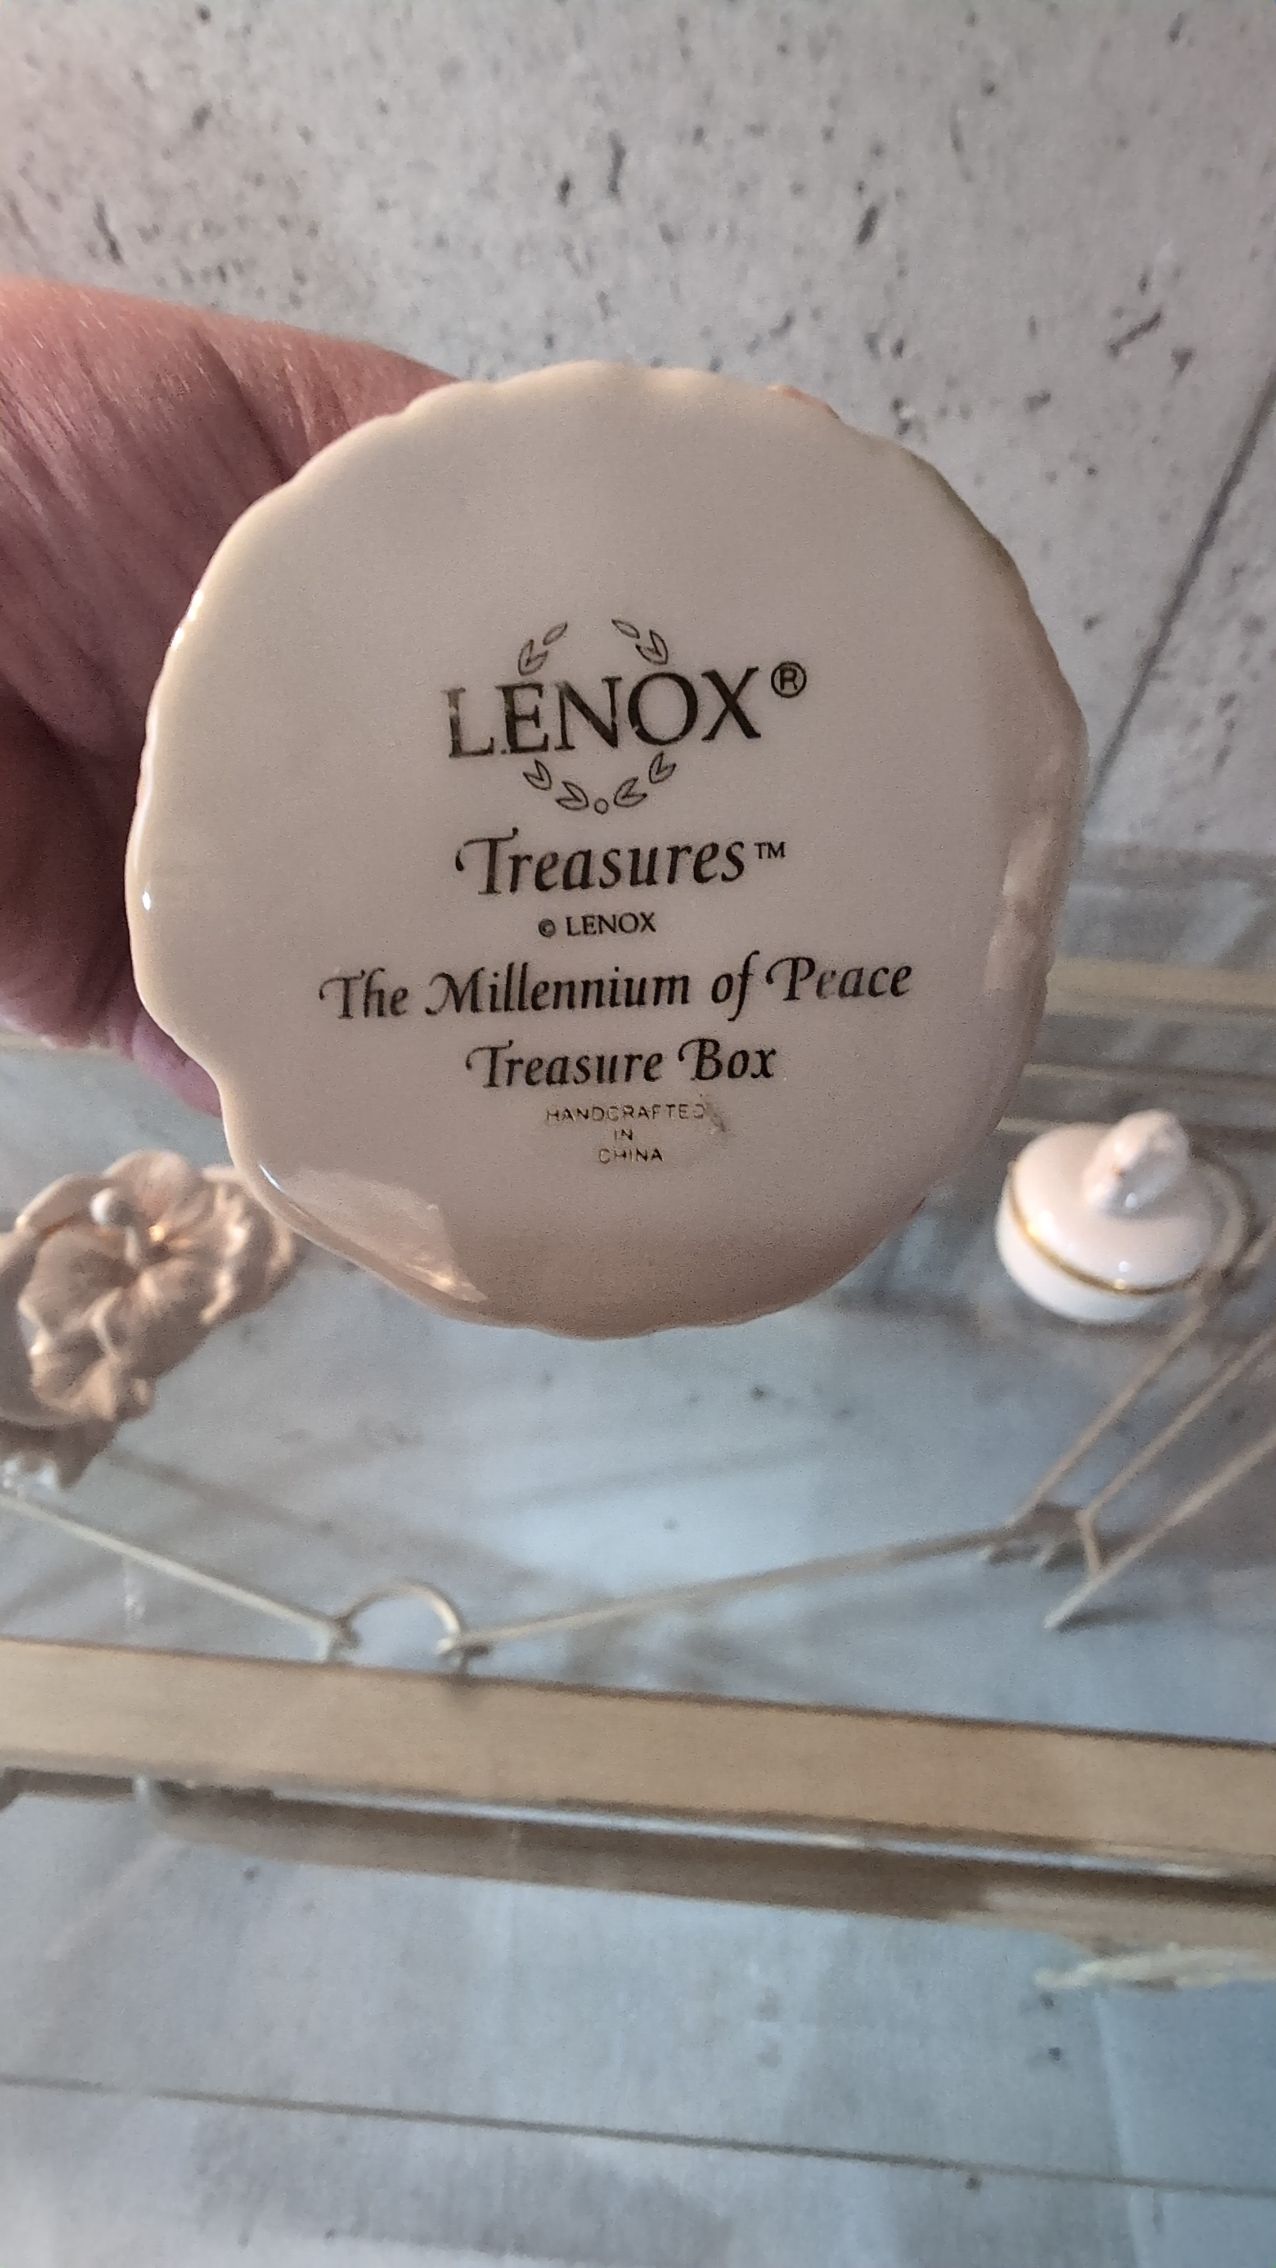 LENOX®
Treasures™
© LENOX
The Millennium of Peace
Treasure Box
HANDCRAFTED
IN
CHINA